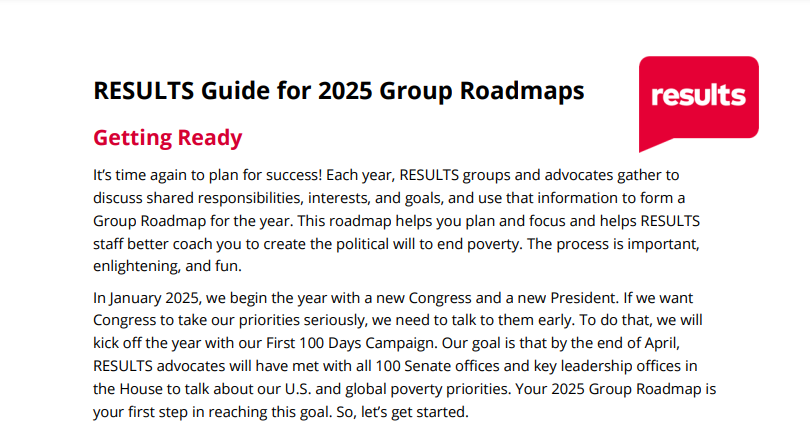 results
RESULTS Guide for 2025 Group Roadmaps
Getting Ready
It’s time again to plan for success! Each year, RESULTS groups and advocates gather to
discuss shared responsibilities, interests, and goals, and use that information to form a
Group Roadmap for the year. This roadmap helps you plan and focus and helps RESULTS
staff better coach you to create the political will to end poverty. The process is important,
enlightening, and fun.
In January 2025, we begin the year with a new Congress and a new President. If we want
Congress to take our priorities seriously, we need to talk to them early. To do that, we will
kick off the year with our First 100 Days Campaign. Our goal is that by the end of April,
RESULTS advocates will have met with all 100 Senate offices and key leadership offices in
the House to talk about our U.S. and global poverty priorities. Your 2025 Group Roadmap is
your first step in reaching this goal. So, let’s get started.